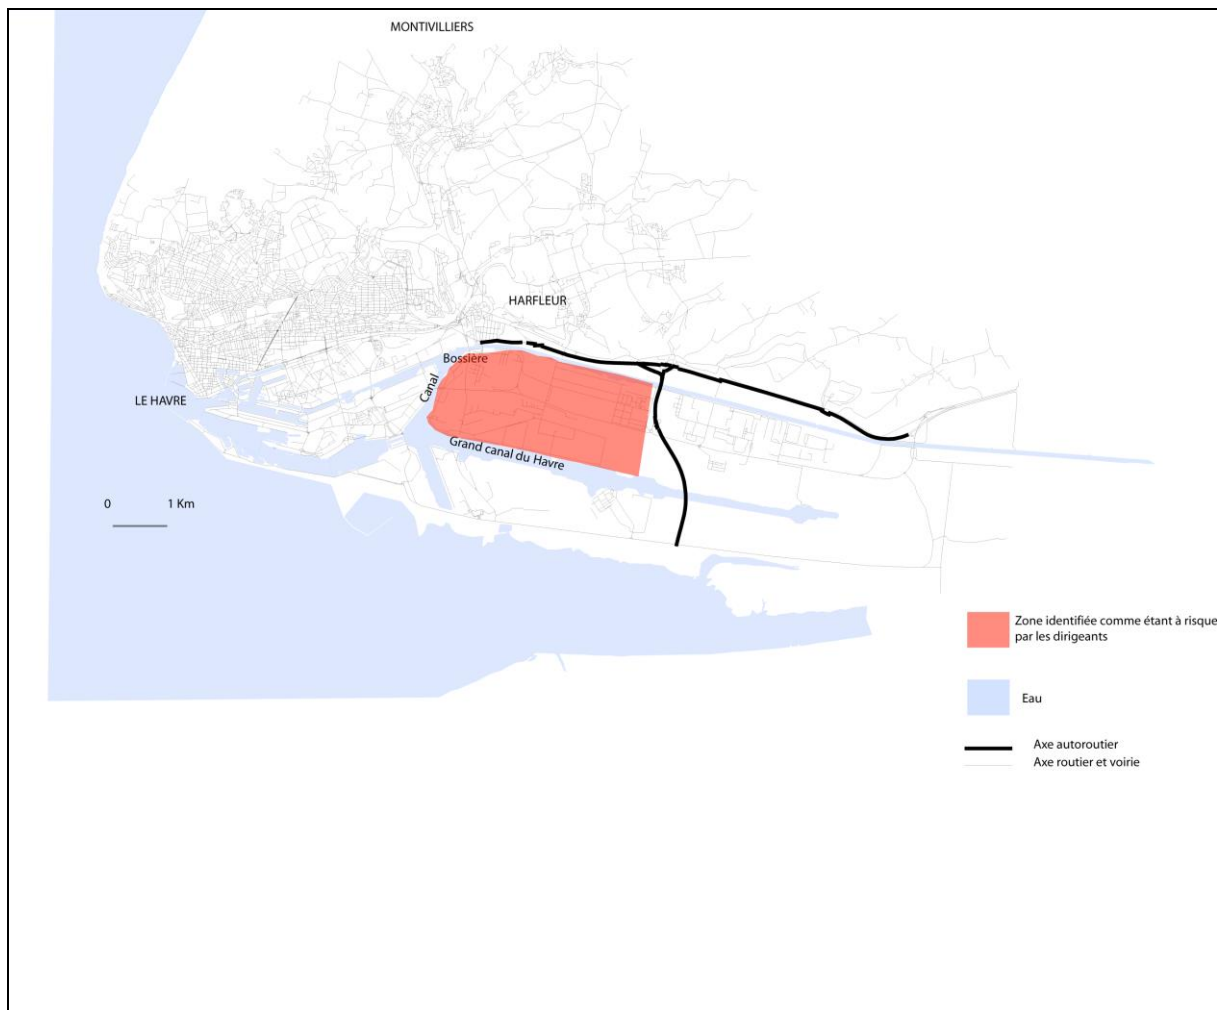 MONTIVILLIERS
HARFLEUR
Bossière
Canal
LE HAVRE
Grand canal du Havre
0 1 Km
Zone identifiée comme étant à risque
par les dirigeants
Eau
Axe autoroutier
Axe routier et voirie